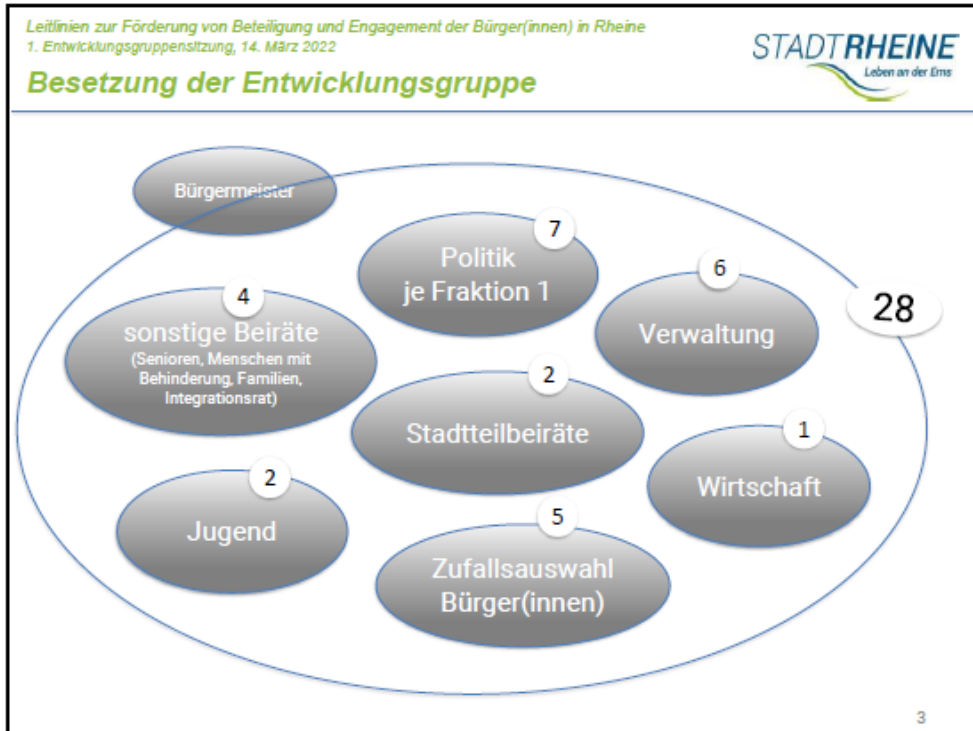 Leitlinien zur Förderung von Beteiligung und Engagement der Bürger(innen) in Rheine
1. Entwicklungsgruppensitzung, 14. März 2022
Besetzung der Entwicklungsgruppe
STADTRHEINE
Leben an der Ems
Bürgermeister
7
Politik
je Fraktion 1
6
Verwaltung
28
4
sonstige Beiräte
(Senioren, Menschen mit
Behinderung, Familien,
Integrationsrat)
2
Stadtteilbeiräte
1
Wirtschaft
2
Jugend
5
Zufallsauswahl
Bürger(innen)
3